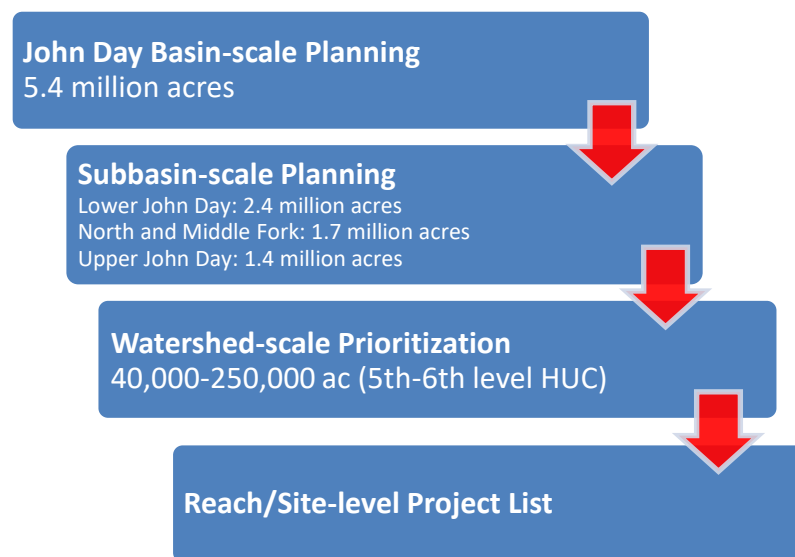 John Day Basin-scale Planning
5.4 million acres
Subbasin-scale Planning
Lower John Day: 2.4 million acres
North and Middle Fork: 1.7 million acres
Upper John Day: 1.4 million acres
Watershed-scale Prioritization
40,000-250,000 ac (5th-6th level HUC)
Reach/Site-level Project List